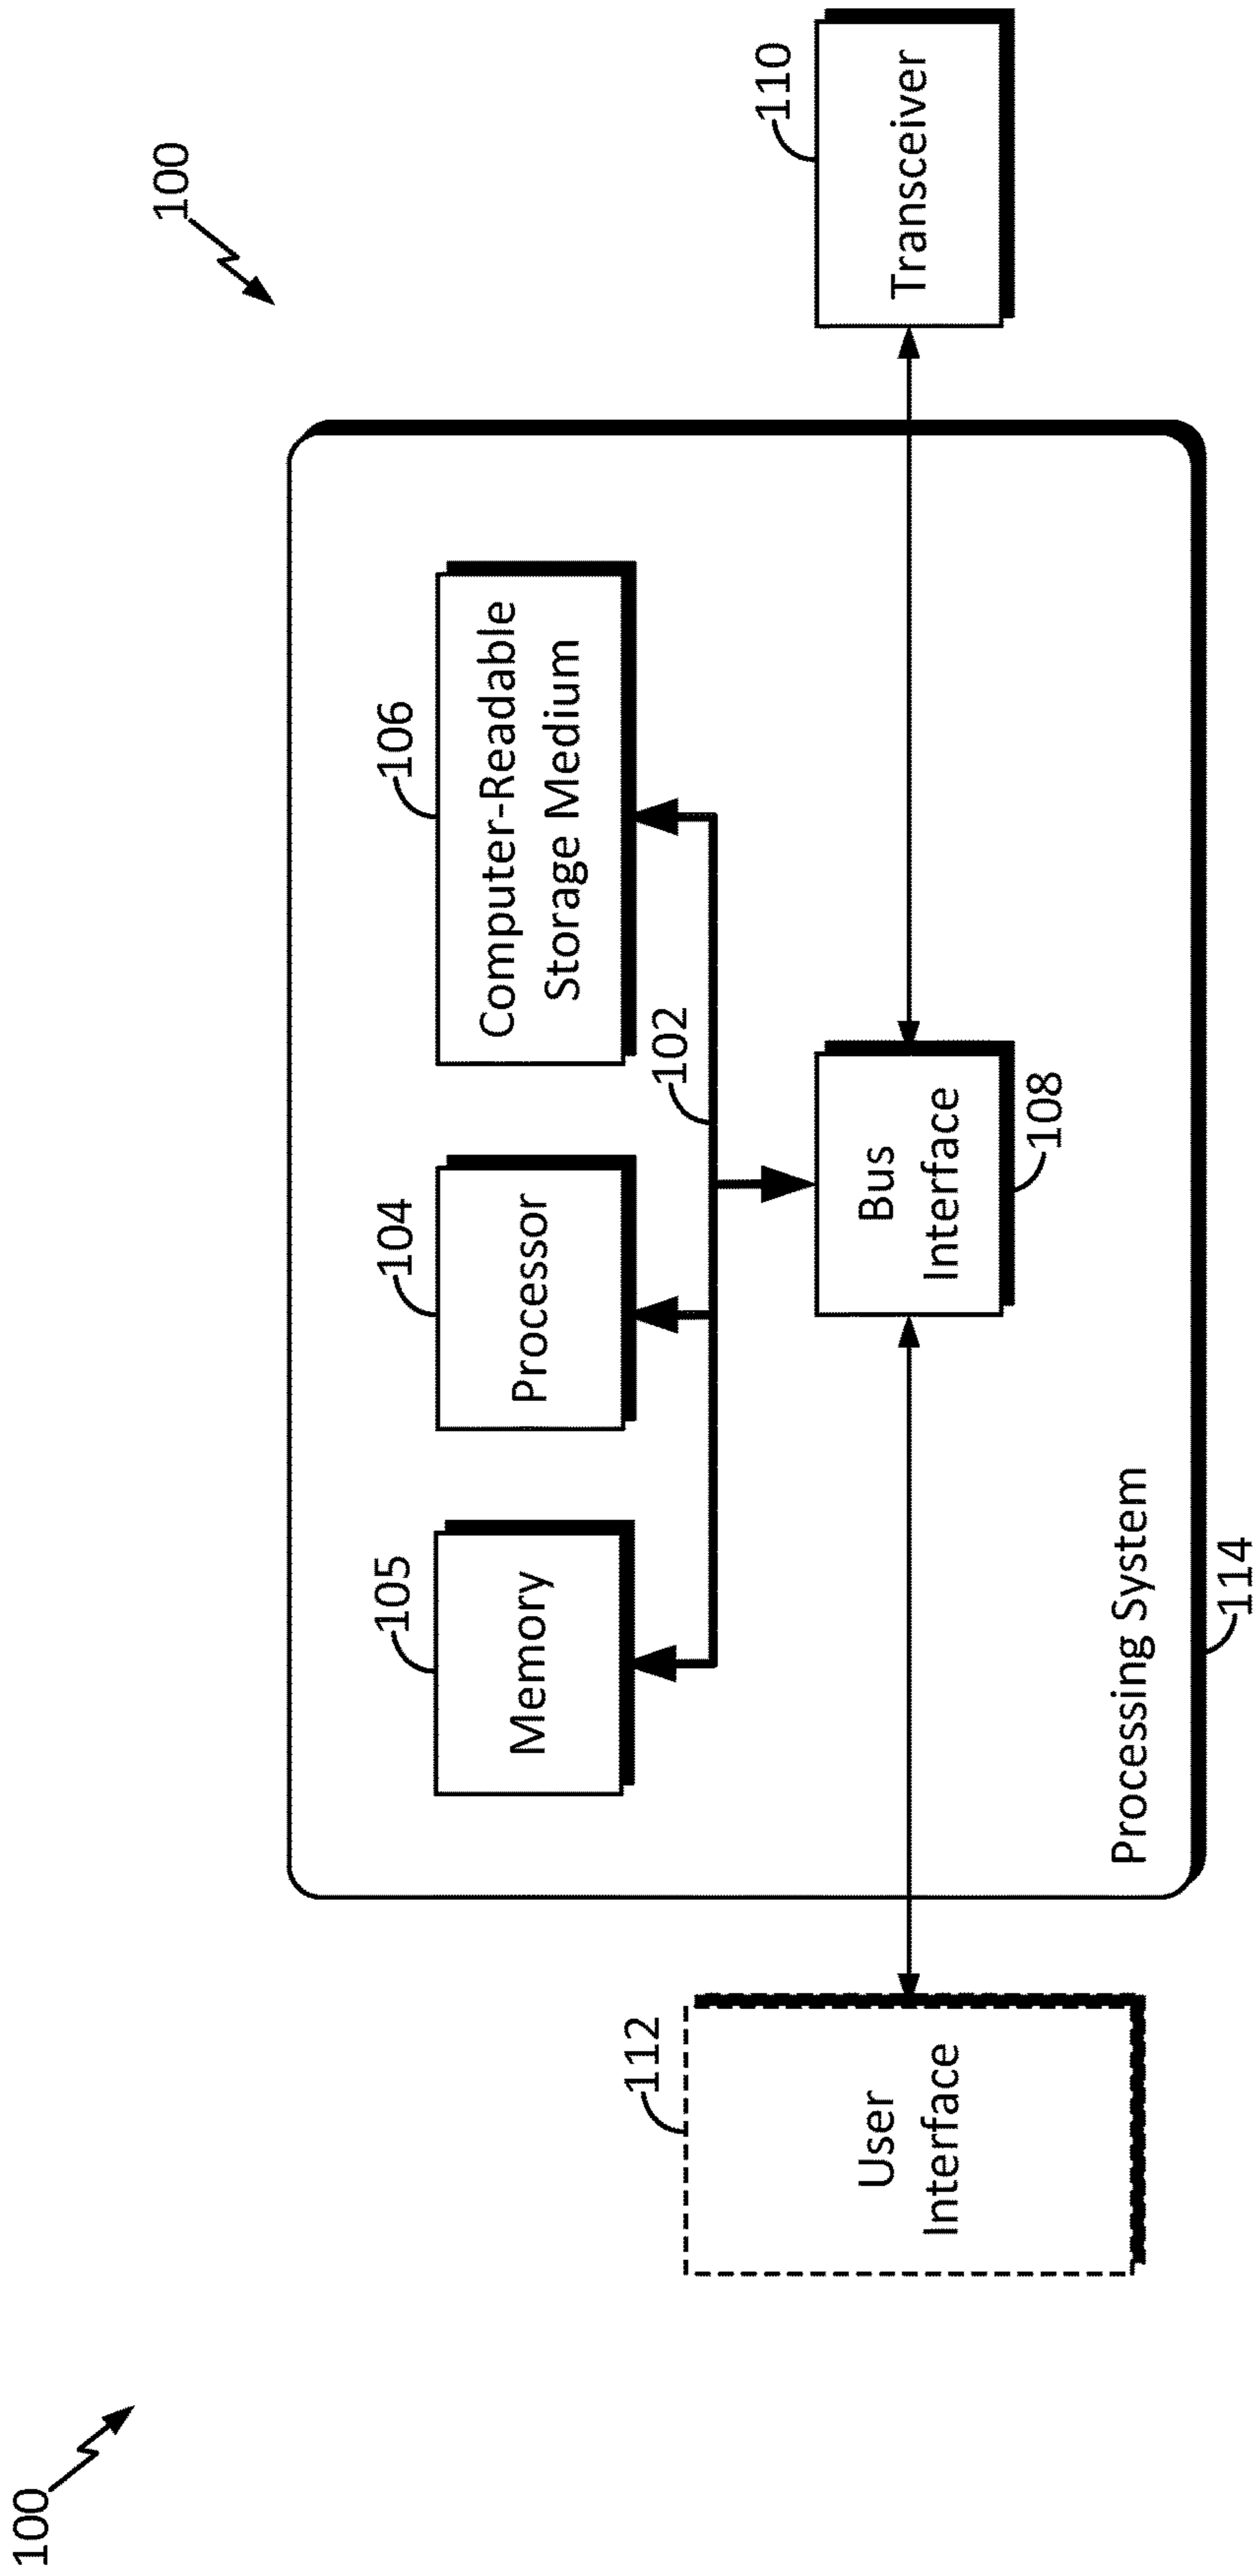 100
100
105
104
106
Memory
Processor
Computer-Readable
Storage Medium
102
112
110
User
Interface
Bus
Interface
Transceiver
108
Processing System
114